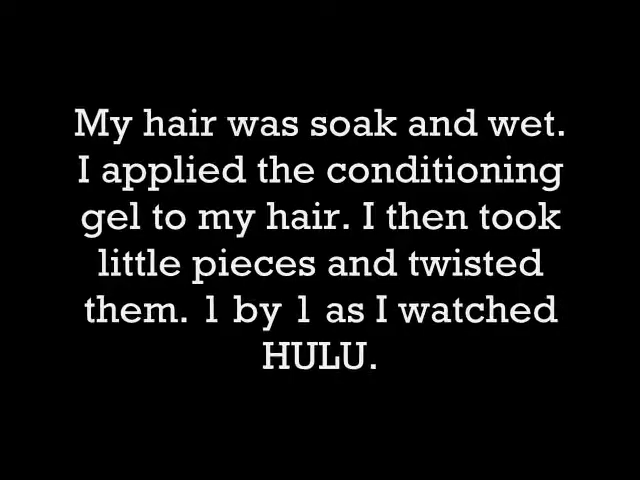 My hair was soak and wet.
I applied the conditioning
gel to my hair. I then took
little pieces and twisted
them. 1 by 1 as I watched
HULU.